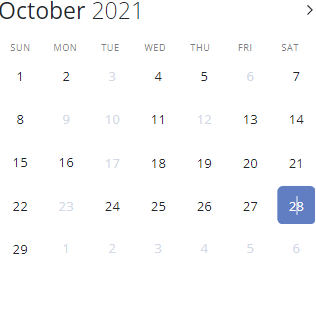 October 2021
SUN MON TUE WED THU FRI SAT
1 2 3 4 5 6 7
8 9 10 11 12 13 14
15 16 17 18 19 20 21
22 23 24 25 26 27 28
29 1 2 3 4 5 6